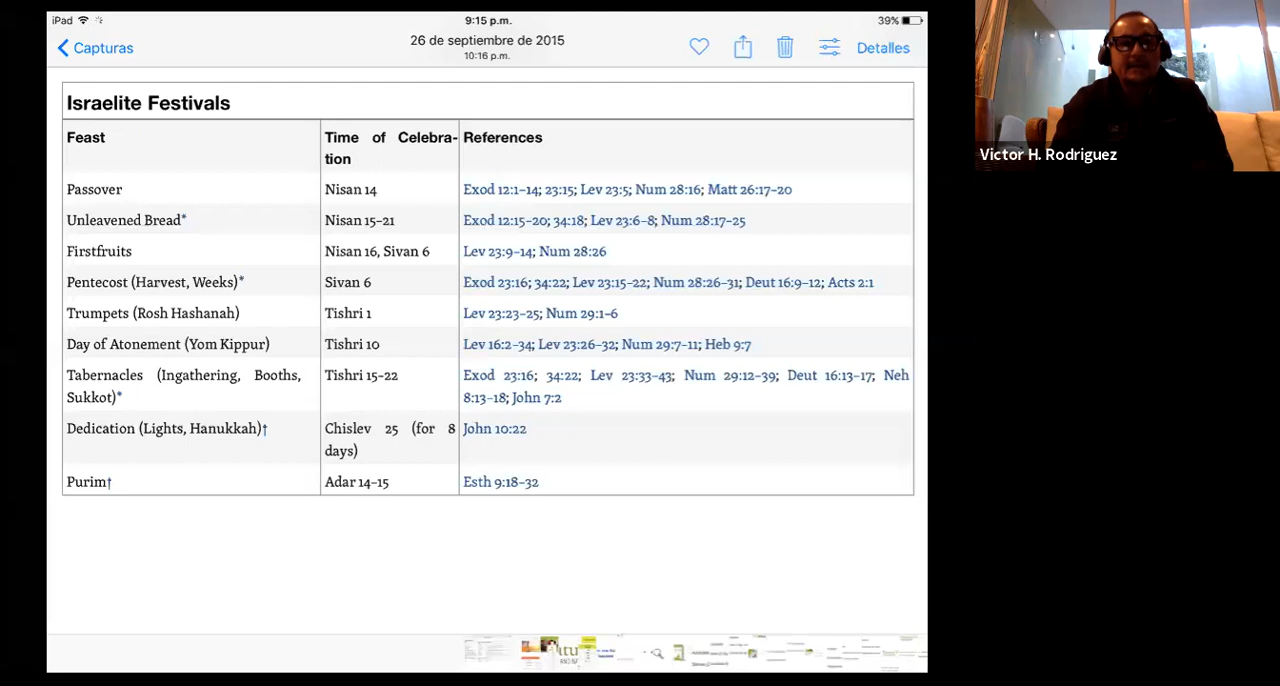 iPad 9:15 p.m. 39%
Capturas 26 de septiembre de 2015 Detalles
10:16 p.m.
Israelite Festivals
Feast Time of Celebra- References
tion
Passover Nisan 14 Exod 12:1–14; 23:15; Lev 23:5; Num 28:16; Matt 26:17–20
Unleavened Bread* Nisan 15–21 Exod 12:15–20; 34:18; Lev 23:6–8; Num 28:17–25
Firstfruits Nisan 16, Sivan 6 Lev 23:9–14; Num 28:26
Pentecost (Harvest, Weeks)* Sivan 6 Exod 23:16; 34:22; Lev 23:15–22; Num 28:26–31; Deut 16:9–12; Acts 2:1
Trumpets (Rosh Hashanah) Tishri 1 Lev 23:23–25; Num 29:1–6
Day of Atonement (Yom Kippur) Tishri 10 Lev 16:2–34; Lev 23:26–32; Num 29:7–11; Heb 9:7
Tabernacles (Ingathering, Booths, Tishri 15–22 Exod 23:16; 34:22; Lev 23:33–43; Num 29:12–39; Deut 16:13–17; Neh
Sukkot)* 8:13–18; John 7:2
Dedication (Lights, Hanukkah)† Chislev 25 (for 8 John 10:22
days)
Purim† Adar 14–15 Esth 9:18–32
Victor H. Rodriguez